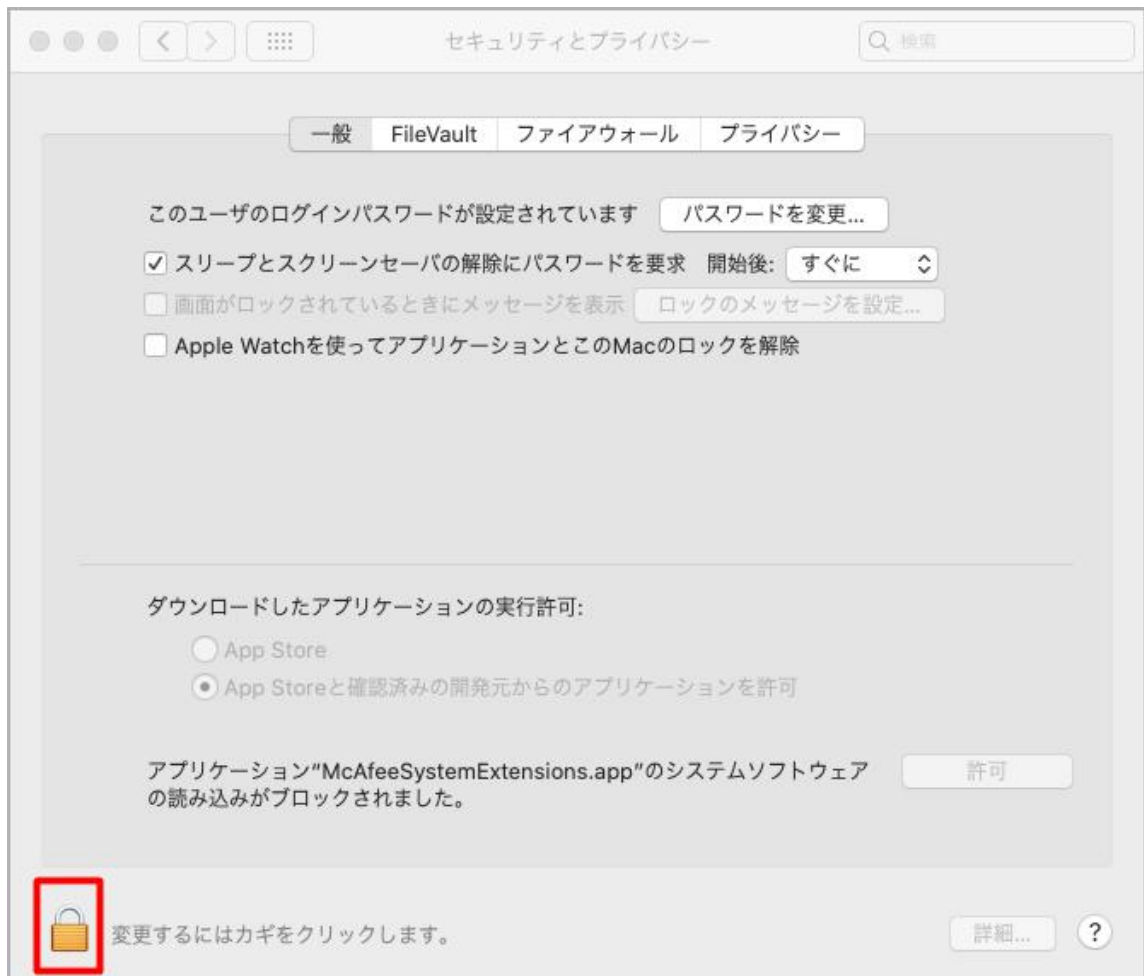 セキュリティとプライバシー
検索
一般
FileVault
ファイアウォール
プライバシー
このユーザのログインパスワードが設定されています
パスワードを変更...
スリープとスクリーンセーバの解除にパスワードを要求 開始後: すぐに
画面がロックされているときにメッセージを表示
ロックのメッセージを設定...
Apple Watchを使ってアプリケーションとこのMacのロックを解除
ダウンロードしたアプリケーションの実行許可:
App Store
App Storeと確認済みの開発元からのアプリケーションを許可
アプリケーション“McAfeeSystemExtensions.app”のシステムソフトウェア
の読み込みがブロックされました。
許可
変更するにはカギをクリックします。
詳細...
?